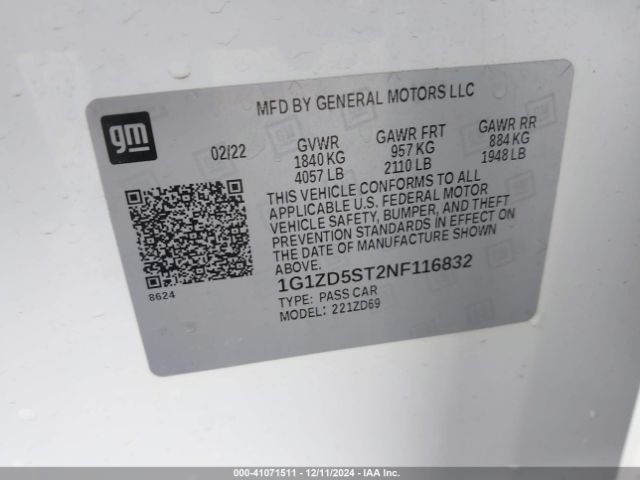 MFD BY GENERAL MOTORS LLC
gm
02/22
GVWR GAWR FRT GAWR RR
1840 KG 957 KG 884 KG
4057 LB 2110 LB 1948 LB
THIS VEHICLE CONFORMS TO ALL
APPLICABLE U.S. FEDERAL MOTOR
VEHICLE SAFETY, BUMPER, AND THEFT
PREVENTION STANDARDS IN EFFECT ON
THE DATE OF MANUFACTURE SHOWN
ABOVE.
8624
1G1ZD5ST2NF116832
TYPE: PASS CAR
MODEL: 221ZD69
000-41071511 - 12/11/2024 - IAA Inc.